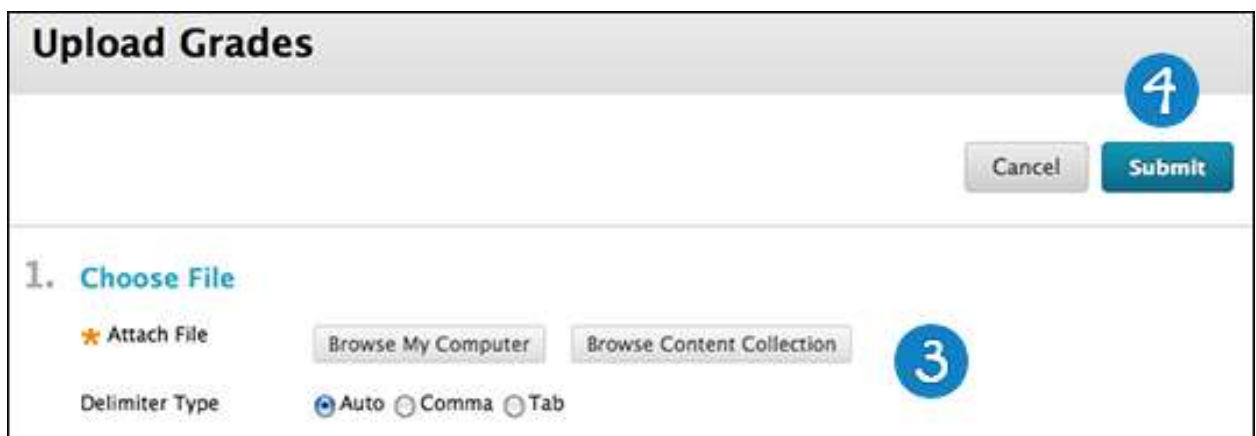 Upload Grades
4
Cancel Submit
1. Choose File
* Attach File Browse My Computer Browse Content Collection
3
Delimiter Type Auto Comma Tab